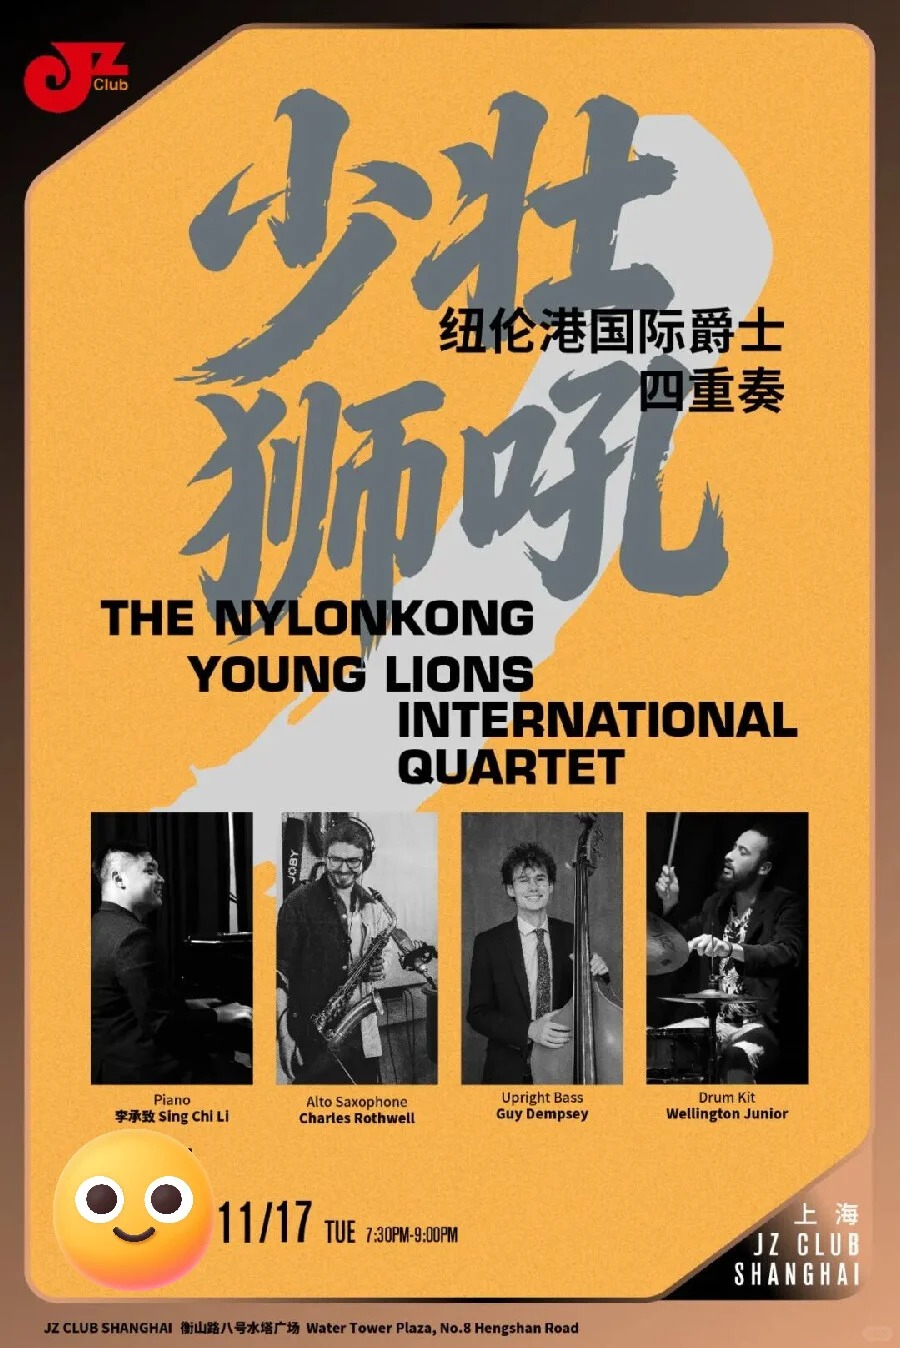 JZ
Club
少壮
纽伦港国际爵士
四重奏
狮吼
THE NYLONKONG
YOUNG LIONS
INTERNATIONAL
QUARTET
JOBY
Piano
李承致 Sing Chi Li
Alto Saxophone
Charles Rothwell
Upright Bass
Guy Dempsey
Drum Kit
Wellington Junior
11/17 TUE 7:30PM-9:00PM
上海
JZ CLUB
SHANGHAI
JZ CLUB SHANGHAI 衡山路八号水塔广场 Water Tower Plaza, No.8 Hengshan Road